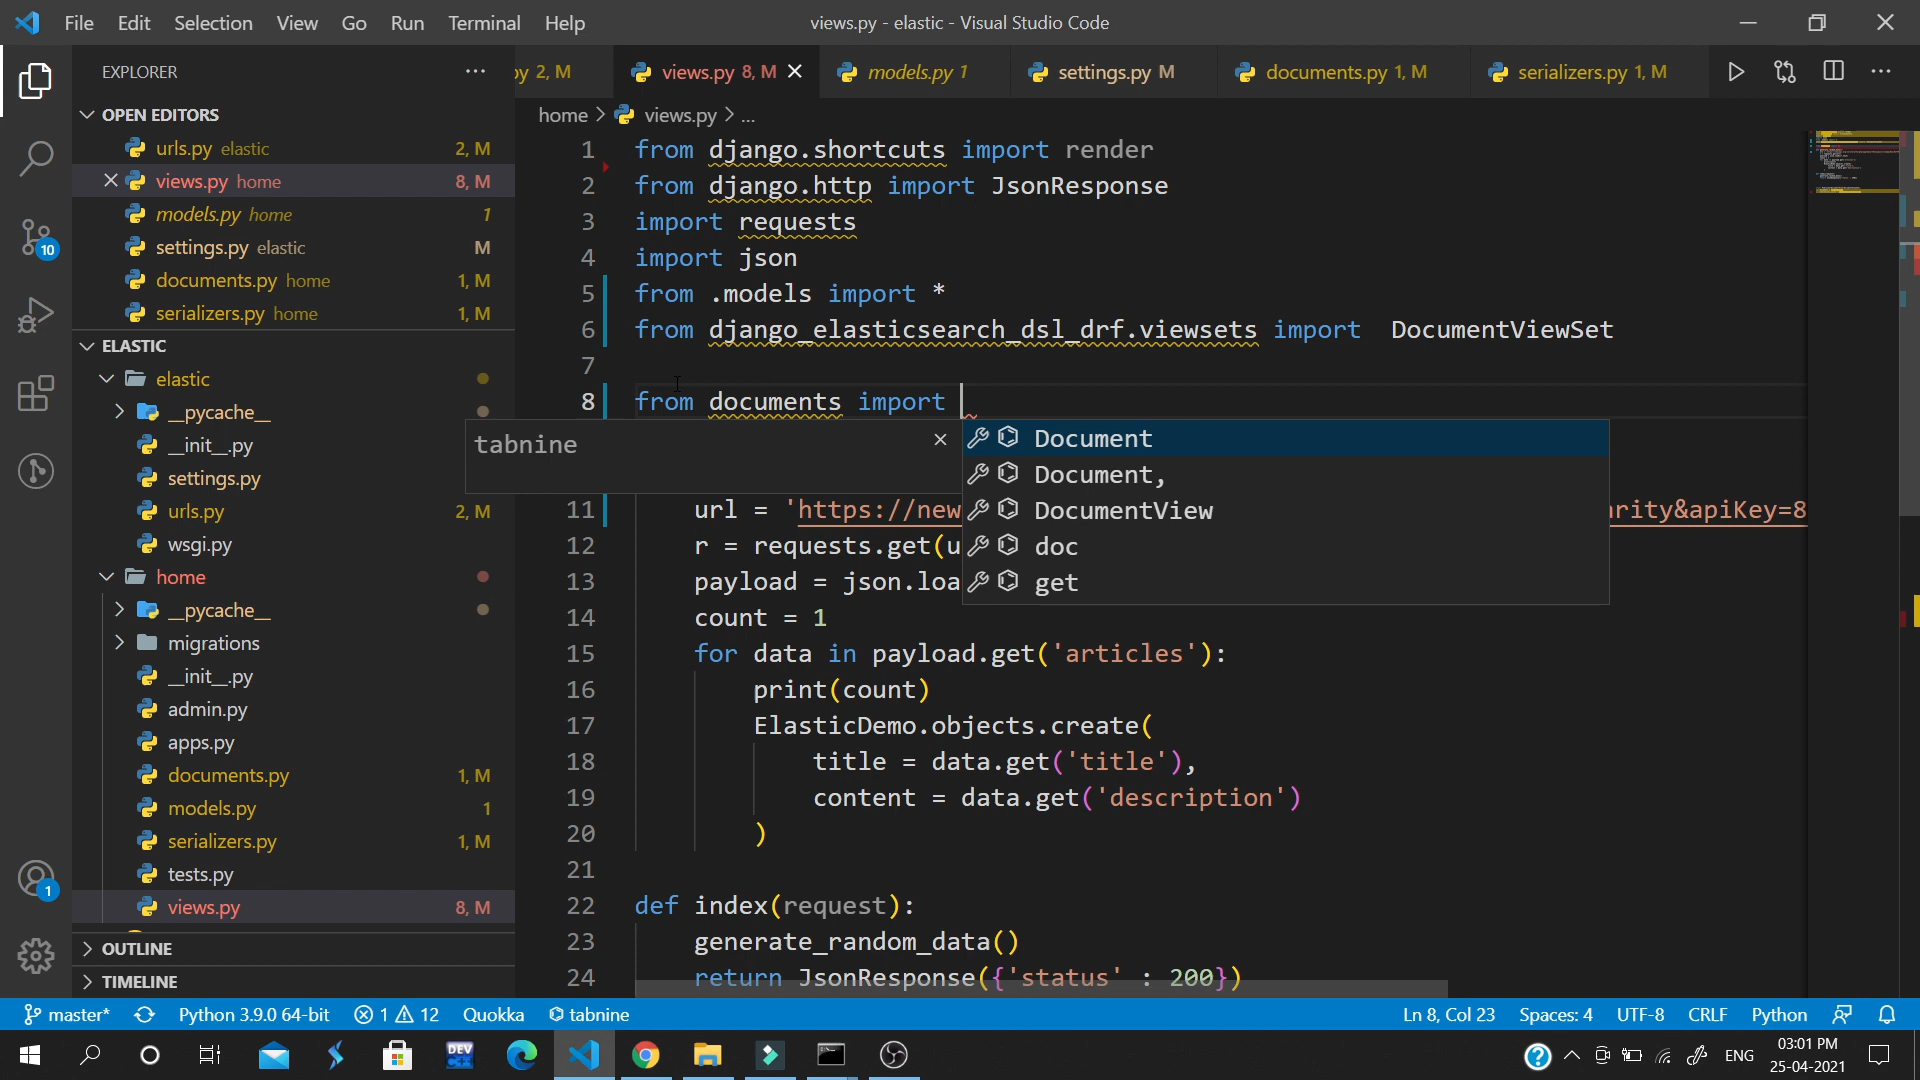 File Edit Selection View Go Run Terminal Help
views.py - elastic - Visual Studio Code
EXPLORER
OPEN EDITORS
urls.py elastic 2, M
views.py home 8, M
models.py home 1
settings.py elastic M
documents.py home 1, M
serializers.py home 1, M
ELASTIC
elastic
__pycache__
__init__.py
settings.py
urls.py 2, M
wsgi.py
home
__pycache__
migrations
__init__.py
admin.py
apps.py
documents.py 1, M
models.py 1
serializers.py 1, M
tests.py
views.py 8, M
OUTLINE
TIMELINE
10
1
py 2, M
views.py 8, M
models.py 1
settings.py M
documents.py 1, M
serializers.py 1, M
home > views.py > ...
1 from django.shortcuts import render
2 from django.http import JsonResponse
3 import requests
4 import json
5 from .models import *
6 from django_elasticsearch_dsl_drf.viewsets import  DocumentViewSet
7
8 from documents import
tabnine
Document
Document,
DocumentView
doc
get
11 url = 'https://new rity&apiKey=8
12 r = requests.get(u
13 payload = json.loa
14 count = 1
15 for data in payload.get('articles'):
16 print(count)
17 ElasticDemo.objects.create(
18 title = data.get('title'),
19 content = data.get('description')
20 )
21
22 def index(request):
23 generate_random_data()
24 return JsonResponse({'status' : 200})
master* Python 3.9.0 64-bit 1 12 Quokka tabnine
Ln 8, Col 23 Spaces: 4 UTF-8 CRLF Python
DEV C++
ENG
03:01 PM
25-04-2021